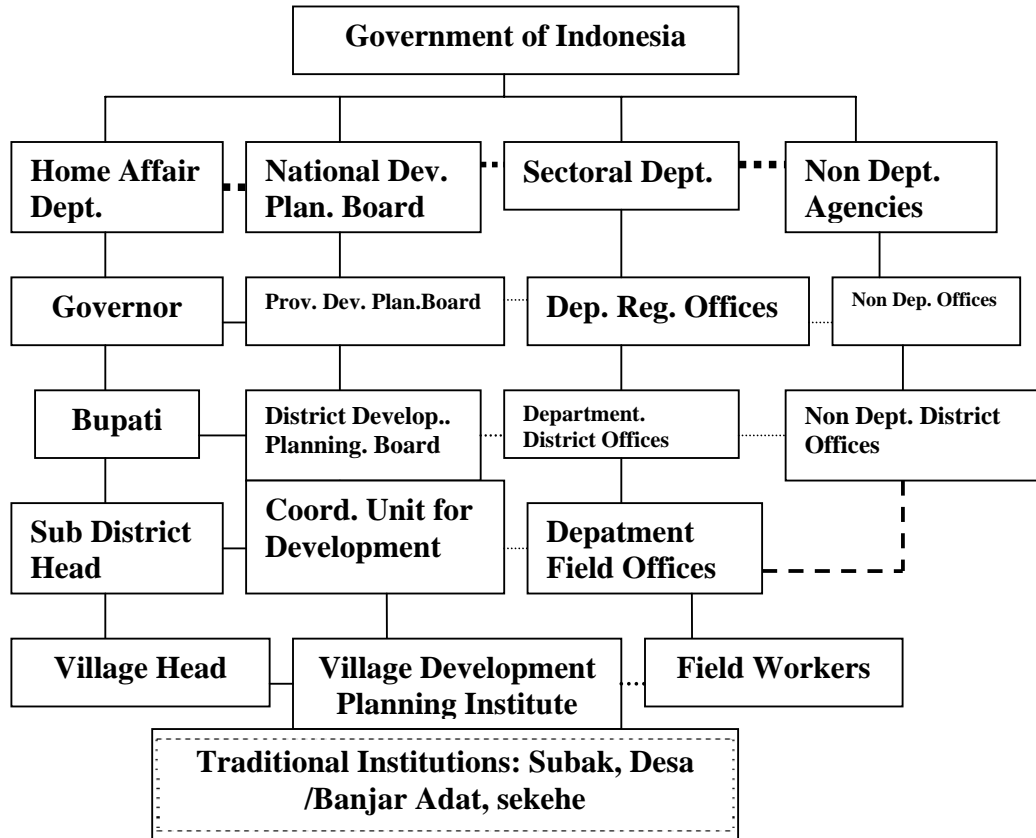 Government of Indonesia
Home Affair
Dept.
National Dev.
Plan. Board
Sectoral Dept.
Non Dept.
Agencies
Governor
Prov. Dev. Plan.Board
Dep. Reg. Offices
Non Dep. Offices
Bupati
District Develop..
Planning. Board
Department.
District Offices
Non Dept. District
Offices
Sub District
Head
Coord. Unit for
Development
Depatment
Field Offices
Village Head
Village Development
Planning Institute
Field Workers
Traditional Institutions: Subak, Desa
/Banjar Adat, sekehe